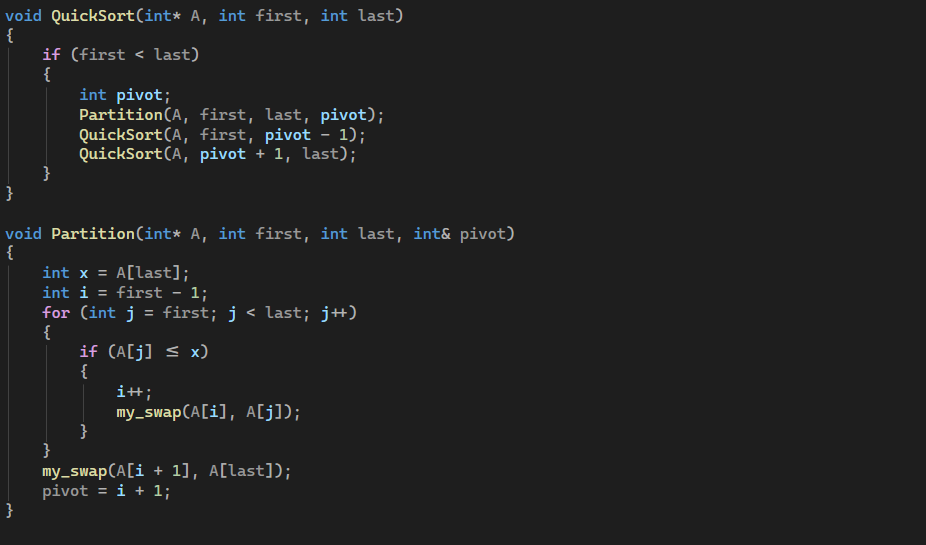 void QuickSort(int* A, int first, int last)
{
    if (first < last)
    {
        int pivot;
        Partition(A, first, last, pivot);
        QuickSort(A, first, pivot - 1);
        QuickSort(A, pivot + 1, last);
    }
}

void Partition(int* A, int first, int last, int& pivot)
{
    int x = A[last];
    int i = first - 1;
    for (int j = first; j < last; j++)
    {
        if (A[j] ≤ x)
        {
            i++;
            my_swap(A[i], A[j]);
        }
    }
    my_swap(A[i + 1], A[last]);
    pivot = i + 1;
}